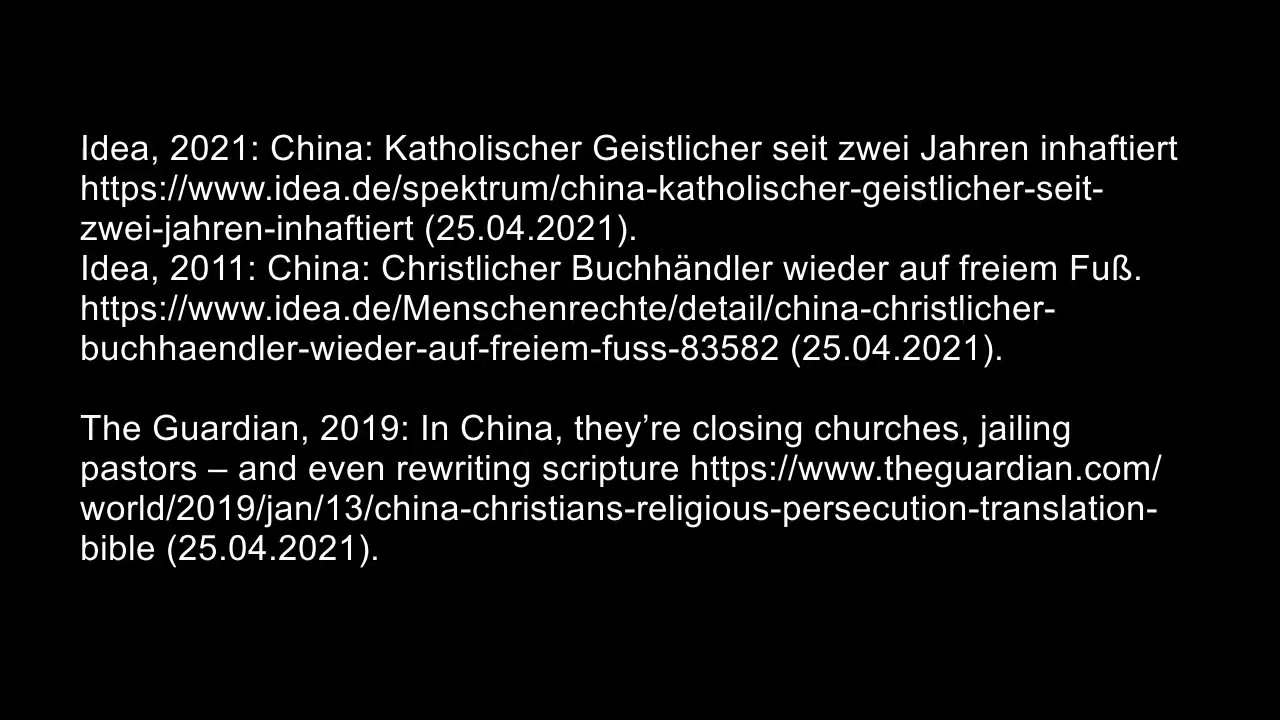 Idea, 2021: China: Katholischer Geistlicher seit zwei Jahren inhaftiert
https://www.idea.de/spektrum/china-katholischer-geistlicher-seit-
zwei-jahren-inhaftiert (25.04.2021).
Idea, 2011: China: Christlicher Buchhändler wieder auf freiem Fuß.
https://www.idea.de/Menschenrechte/detail/china-christlicher-
buchhaendler-wieder-auf-freiem-fuss-83582 (25.04.2021).
The Guardian, 2019: In China, they’re closing churches, jailing
pastors – and even rewriting scripture https://www.theguardian.com/
world/2019/jan/13/china-christians-religious-persecution-translation-
bible (25.04.2021).